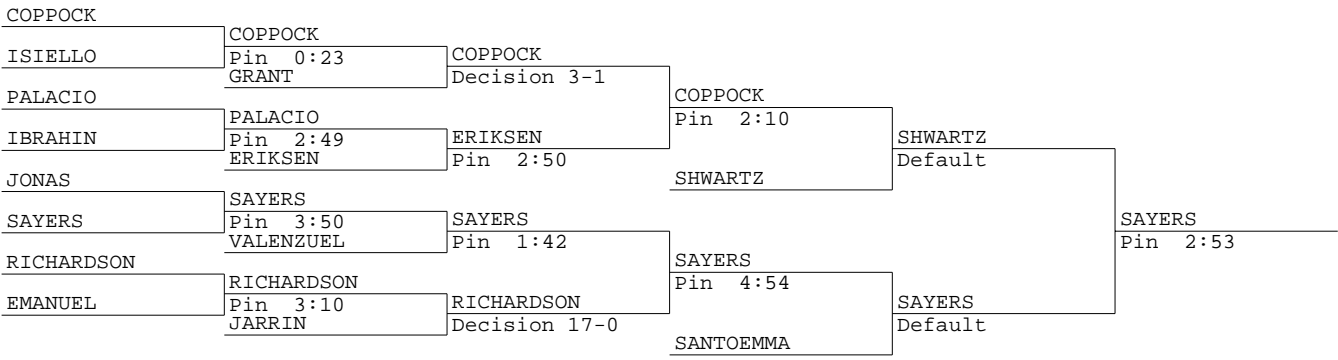 COPPOCK
COPPOCK
ISIELLO
Pin 0:23
COPPOCK
GRANT
Decision 3-1
PALACIO
COPPOCK
PALACIO
Pin 2:10
IBRAHIN
Pin 2:49
ERIKSEN
SHWARTZ
ERIKSEN
Pin 2:50
Default
JONAS
SHWARTZ
SAYERS
SAYERS
Pin 3:50
SAYERS
SAYERS
VALENZUEL
Pin 1:42
Pin 2:53
RICHARDSON
SAYERS
RICHARDSON
Pin 4:54
EMANUEL
Pin 3:10
RICHARDSON
SAYERS
JARRIN
Decision 17-0
Default
SANTOEMMA